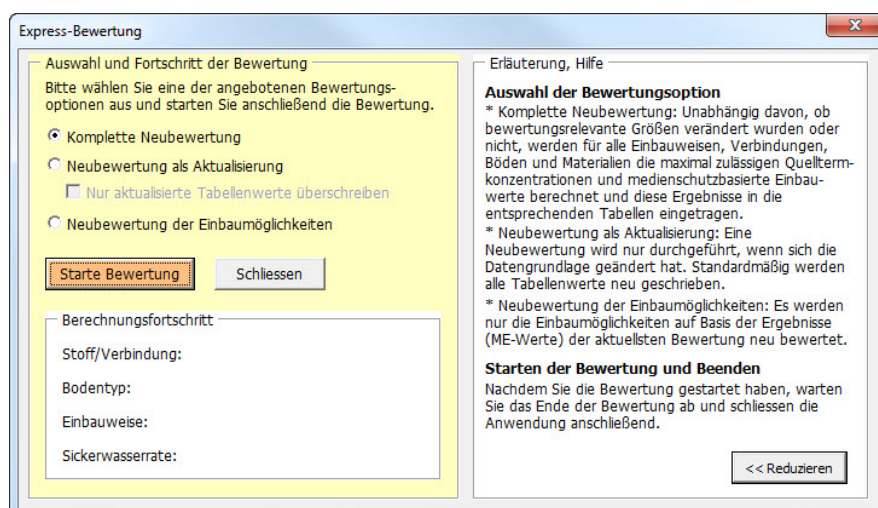 Express-Bewertung
Auswahl und Fortschritt der Bewertung
Bitte wählen Sie eine der angebotenen Bewertungs-
optionen aus und starten Sie anschließend die Bewertung.
Komplette Neubewertung
Neubewertung als Aktualisierung
Nur aktualisierte Tabellenwerte überschreiben
Neubewertung der Einbaumöglichkeiten
Starte Bewertung
Schliessen
Berechnungsfortschritt
Stoff/Verbindung:
Bodentyp:
Einbauweise:
Sickerwasserrate:
Erläuterung, Hilfe
Auswahl der Bewertungsoption
* Komplette Neubewertung: Unabhängig davon, ob
bewertungsrelevante Größen verändert wurden oder
nicht, werden für alle Einbauweisen, Verbindungen,
Böden und Materialien die maximal zulässigen Quellterm-
konzentrationen und medienschutzbasierte Einbau-
werte berechnet und diese Ergebnisse in die
entsprechenden Tabellen eingetragen.
* Neubewertung als Aktualisierung: Eine
Neubewertung wird nur durchgeführt, wenn sich die
Datengrundlage geändert hat. Standardmäßig werden
alle Tabellenwerte neu geschrieben.
* Neubewertung der Einbaumöglichkeiten: Es werden
nur die Einbaumöglichkeiten auf Basis der Ergebnisse
(ME-Werte) der aktuellsten Bewertung neu bewertet.
Starten der Bewertung und Beenden
Nachdem Sie die Bewertung gestartet haben, warten
Sie das Ende der Bewertung ab und schliessen die
Anwendung anschließend.
<< Reduzieren